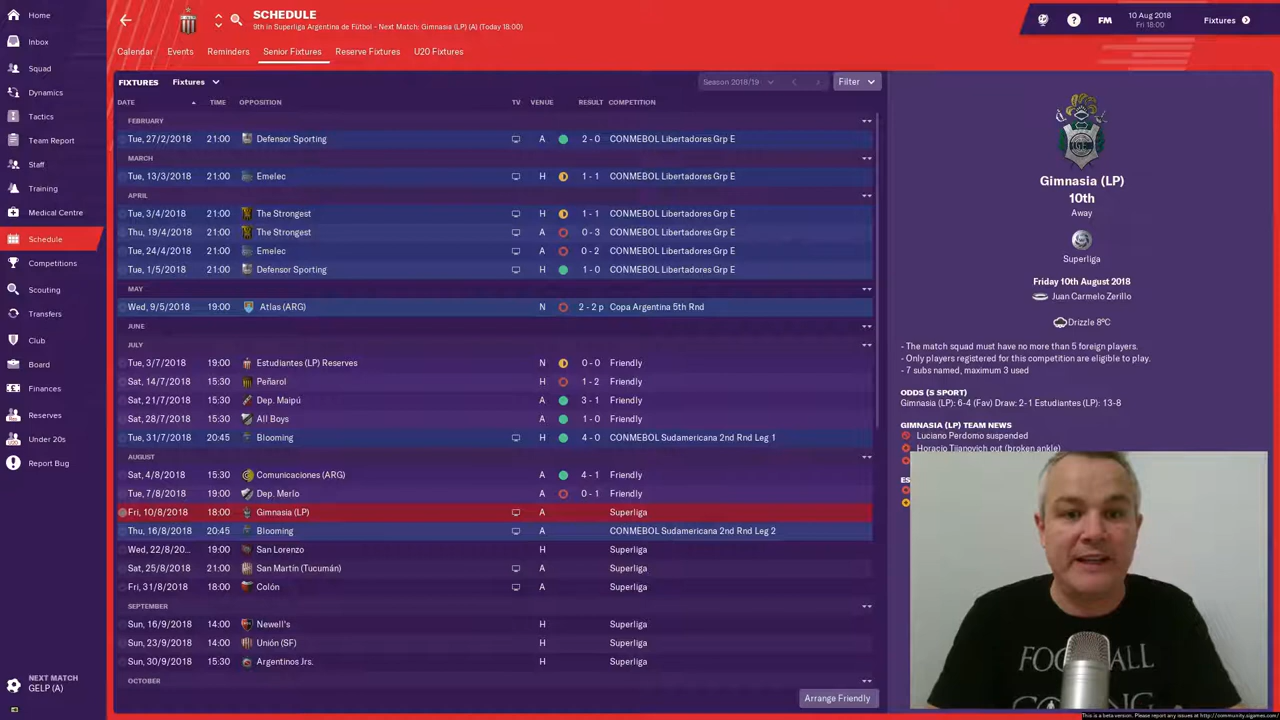 Home
Inbox
Squad
Dynamics
Tactics
Team Report
Staff
Training
Medical Centre
Schedule
Competitions
Scouting
Transfers
Club
Board
Finances
Reserves
Under 20s
Report Bug
NEXT MATCH
GELP (A)
SCHEDULE
9th in Superliga Argentina de Fútbol - Next Match: Gimnasia (LP) (A) (Today 18:00)
FM
10 Aug 2018
Fri 18:00
Fixtures
Calendar Events Reminders Senior Fixtures Reserve Fixtures U20 Fixtures
FIXTURES Fixtures Season 2018/19 Filter
DATE TIME OPPOSITION TV VENUE RESULT COMPETITION
FEBRUARY
Tue, 27/2/2018 21:00 Defensor Sporting A 2 - 0 CONMEBOL Libertadores Grp E
MARCH
Tue, 13/3/2018 21:00 Emelec H 1 - 1 CONMEBOL Libertadores Grp E
APRIL
Tue, 3/4/2018 21:00 The Strongest H 1 - 1 CONMEBOL Libertadores Grp E
Thu, 19/4/2018 21:00 The Strongest A 0 - 3 CONMEBOL Libertadores Grp E
Tue, 24/4/2018 21:00 Emelec A 0 - 2 CONMEBOL Libertadores Grp E
Tue, 1/5/2018 21:00 Defensor Sporting H 1 - 0 CONMEBOL Libertadores Grp E
MAY
Wed, 9/5/2018 19:00 Atlas (ARG) N 2 - 2 p Copa Argentina 5th Rnd
JUNE
JULY
Tue, 3/7/2018 19:00 Estudiantes (LP) Reserves N 0 - 0 Friendly
Sat, 14/7/2018 15:30 Peñarol H 1 - 2 Friendly
Sat, 21/7/2018 15:30 Dep. Maipú A 3 - 1 Friendly
Sat, 28/7/2018 15:30 All Boys A 1 - 0 Friendly
Tue, 31/7/2018 20:45 Blooming H 4 - 0 CONMEBOL Sudamericana 2nd Rnd Leg 1
AUGUST
Sat, 4/8/2018 15:30 Comunicaciones (ARG) A 4 - 1 Friendly
Tue, 7/8/2018 19:00 Dep. Merlo A 0 - 1 Friendly
Fri, 10/8/2018 18:00 Gimnasia (LP) A Superliga
Thu, 16/8/2018 20:45 Blooming A CONMEBOL Sudamericana 2nd Rnd Leg 2
Wed, 22/8/20... 19:00 San Lorenzo H Superliga
Sat, 25/8/2018 21:00 San Martín (Tucumán) A Superliga
Fri, 31/8/2018 18:00 Colón A Superliga
SEPTEMBER
Sun, 16/9/2018 14:00 Newell's H Superliga
Sun, 23/9/2018 14:00 Unión (SF) H Superliga
Sun, 30/9/2018 15:30 Argentinos Jrs. H Superliga
OCTOBER
Arrange Friendly
Gimnasia (LP)
10th
Away
Superliga
Friday 10th August 2018
Juan Carmelo Zerillo
Drizzle 8ºC
- The match squad must have no more than 5 foreign players.
- Only players registered for this competition are eligible to play.
- 7 subs named, maximum 3 used
ODDS (S SPORT)
Gimnasia (LP): 6-4 (Fav) Draw: 2-1 Estudiantes (LP): 13-8
GIMNASIA (LP) TEAM NEWS
Luciano Perdomo suspended
Horacio Tijanovich out (broken ankle)
This is a beta version. Please report any issues at http://community.sigames.com/